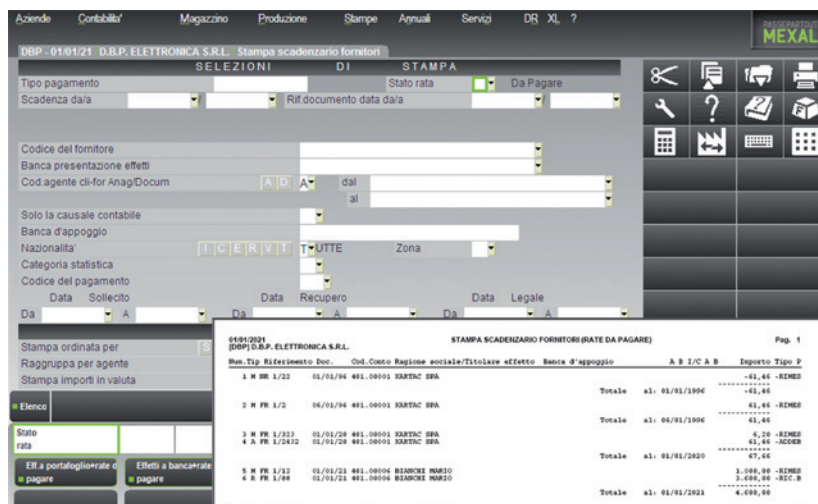 Aziende Contabilita' Magazzino Produzione Stampe Annuali Servizi DR XL ?
PASSEPARTOUT
MEXAL
DBP - 01/01/21 D.B.P. ELETTRONICA S.R.L. Stampa scadenzario fornitori
SELEZIONI DI STAMPA
Tipo pagamento Stato rata Da Pagare
Scadenza da/a / Rif.documento data da/a /
Codice del fornitore
Banca presentazione effetti
Cod.agente cli-for Anag/Docum A D A dal
al
Solo la causale contabile
Banca d'appoggio
Nazionalita' I C E R V T T UTTE Zona
Categoria statistica
Codice del pagamento
Data Sollecito Data Recupero Data Legale
Da A Da A Da A
Stampa ordinata per S
Raggruppa per agente
Stampa importi in valuta
Elenco
Stato
rata
Eff.a portafoglio+rate d
pagare
Effetti a banca+rate
pagare
01/01/2021 STAMPA SCADENZARIO FORNITORI (RATE DA PAGARE) Pag. 1
[DBP] D.B.P. ELETTRONICA S.R.L.
Num.Tip Riferimento Doc. Cod.Conto Ragione sociale/Titolare effetto Banca d'appoggio A B I/C A B Importo Tipo P
1 M SR 1/22 01/01/96 401.00001 XARTAC SPA -61,46 -RIMES
Totale al: 01/01/1996 -61,46
2 M FR 1/2 06/01/96 401.00001 XARTAC SPA 61,46 -RIMES
Totale al: 06/01/1996 61,46
3 M FR 1/323 01/01/20 401.00001 XARTAC SPA 6,20 -RIMES
4 A FR 1/2432 01/01/20 401.00001 XARTAC SPA 61,46 -ADDEB
Totale al: 01/01/2020 67,66
5 M FR 1/12 01/01/21 401.00006 BIANCHI MARIO 1.000,00 -RIMES
6 R FR 1/88 01/01/21 401.00006 BIANCHI MARIO 3.600,00 -RIC.B
Totale al: 01/01/2021 4.600,00